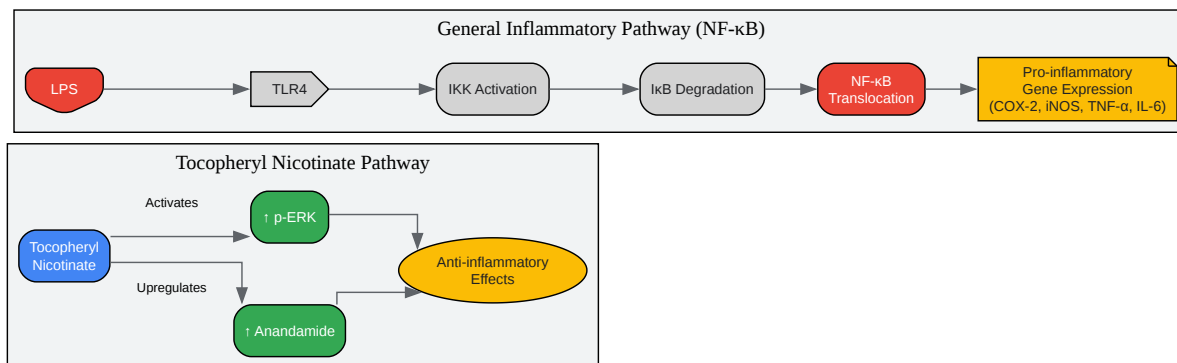 General Inflammatory Pathway (NF-κB)
LPS
TLR4
IKK Activation
IκB Degradation
NF-κB
Translocation
Pro-inflammatory
Gene Expression
(COX-2, iNOS, TNF-α, IL-6)
Tocopheryl Nicotinate Pathway
Tocopheryl
Nicotinate
Activates
Upregulates
↑ p-ERK
↑ Anandamide
Anti-inflammatory
Effects